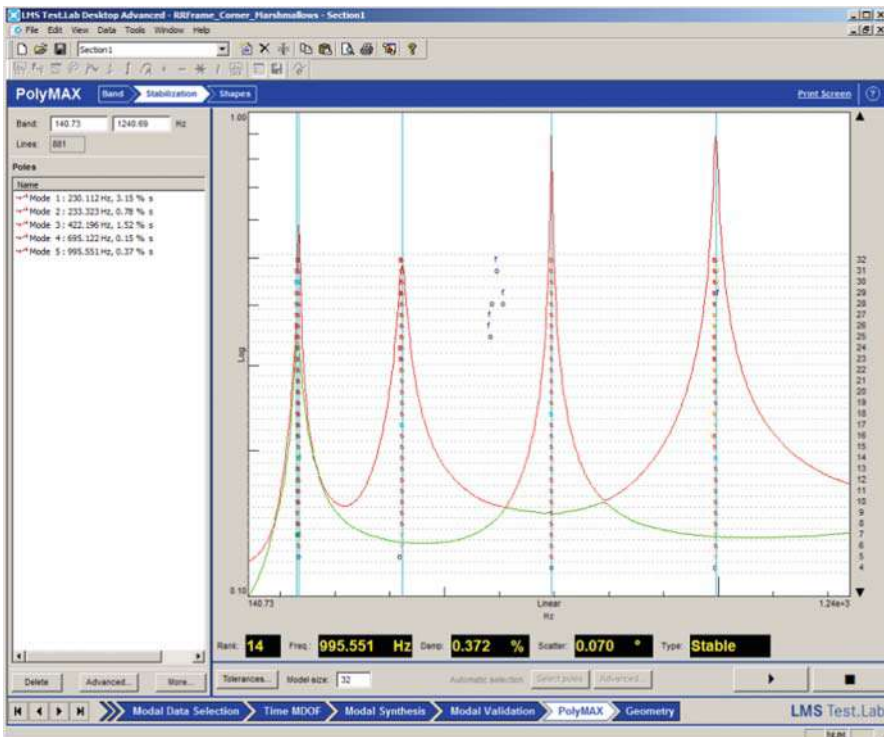 LMS Test.Lab Desktop Advanced - RRFrame_Corner_Marshmallows - Section1
File Edit View Data Tools Window Help
Section1
PolyMAX Band Stabilization Shapes Print Screen
Band: 140.73 1240.69 Hz
Lines: 881
Poles
Name
Mode 1 : 230.112 Hz, 3.15 % s
Mode 2 : 233.323 Hz, 0.78 % s
Mode 3 : 422.196 Hz, 1.52 % s
Mode 4 : 695.122 Hz, 0.15 % s
Mode 5 : 995.551 Hz, 0.37 % s
1.00
Log
0.10
140.73 Linear 1.24e+3
Hz
32
31
30
29
28
27
26
25
24
23
22
21
20
19
18
17
16
15
14
13
12
11
10
9
8
7
6
5
4
Rank: 14 Freq.: 995.551 Hz Damp: 0.372 % Scatter: 0.070 ° Type: Stable
Delete Advanced... More... Tolerances... Model size: 32 Automatic selection Select poles Advanced...
Modal Data Selection Time MDOF Modal Synthesis Modal Validation PolyMAX Geometry LMS Test.Lab
NUM